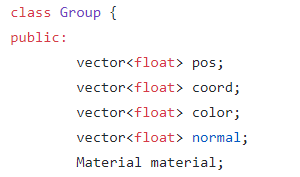 class Group {
public:
vector<float> pos;
vector<float> coord;
vector<float> color;
vector<float> normal;
Material material;